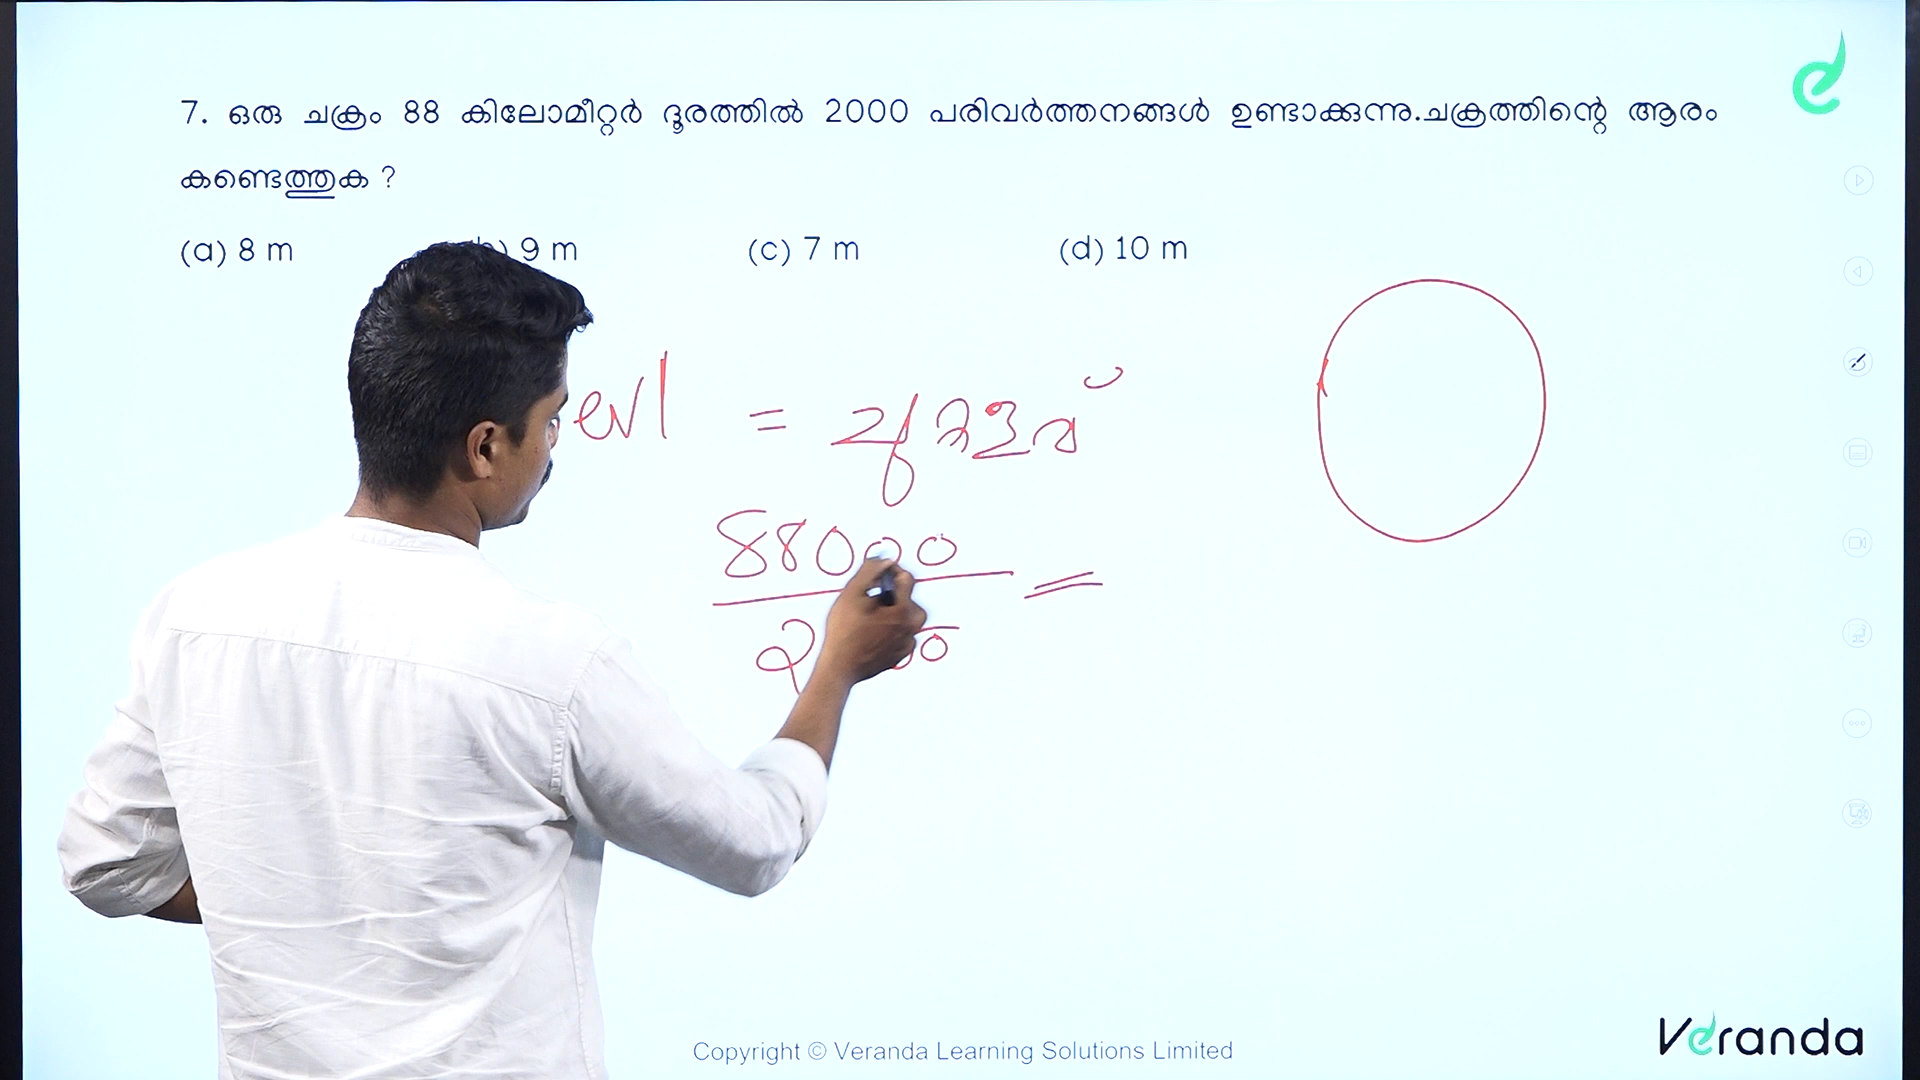 7. ഒരു ചക്രം 88 കിലോമീറ്റർ ദൂരത്തിൽ 2000 പരിവർത്തനങ്ങൾ ഉണ്ടാക്കുന്നു.ചക്രത്തിന്റെ ആരം
കണ്ടെത്തുക ?
(a) 8 m 9 m (c) 7 m (d) 10 m
= ചുറ്റളവ്
88000 =
Copyright © Veranda Learning Solutions Limited
Veranda